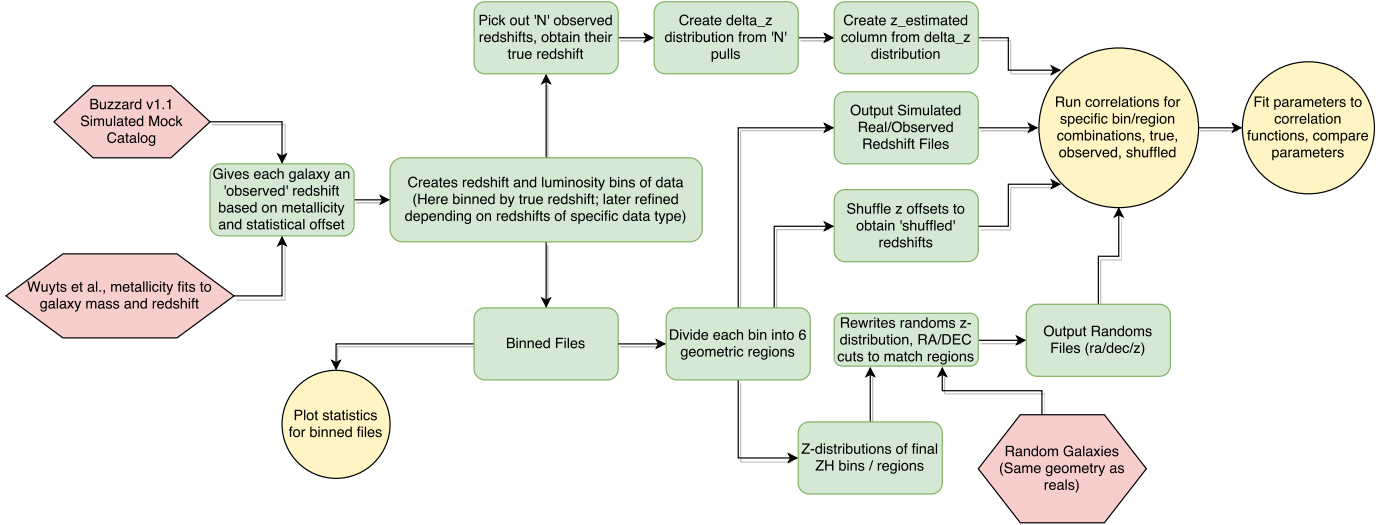 Pick out 'N' observed
redshifts, obtain their
true redshift
Create delta_z
distribution from 'N'
pulls
Create z_estimated
column from delta_z
distribution
Buzzard v1.1
Simulated Mock
Catalog
Output Simulated
Real/Observed
Redshift Files
Run correlations for
specific bin/region
combinations, true,
observed, shuffled
Fit parameters to
correlation
functions, compare
parameters
Gives each galaxy an
'observed' redshift
based on metallicity
and statistical offset
Creates redshift and luminosity bins of data
(Here binned by true redshift; later refined
depending on redshifts of specific data type)
Shuffle z offsets to
obtain 'shuffled'
redshifts
Wuyts et al., metallicity fits to
galaxy mass and redshift
Binned Files
Divide each bin into 6
geometric regions
Rewrites randoms z-
distribution, RA/DEC
cuts to match regions
Output Randoms
Files (ra/dec/z)
Plot statistics
for binned files
Z-distributions of final
ZH bins / regions
Random Galaxies
(Same geometry as
reals)